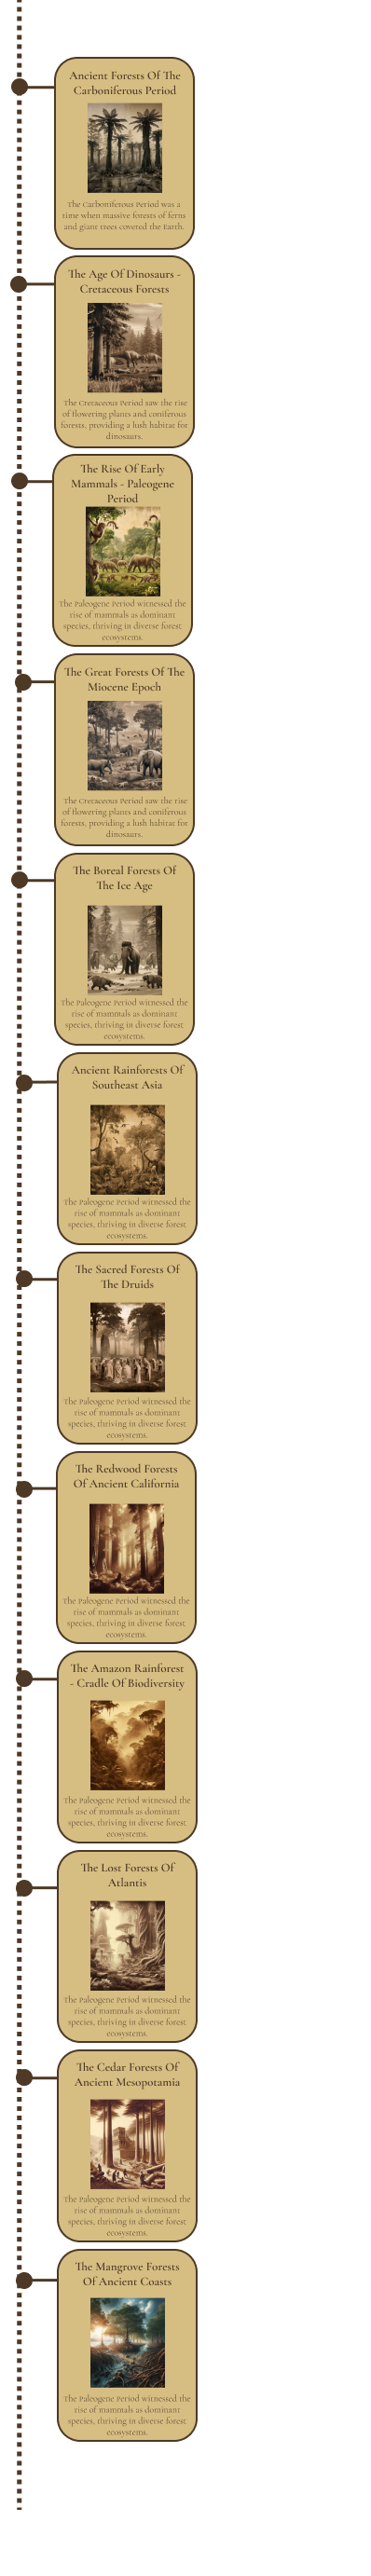 Ancient Forests Of The
Carboniferous Period
The Carboniferous Period was a
time when massive forests of ferns
and giant trees covered the Earth.
The Age Of Dinosaurs -
Cretaceous Forests
The Cretaceous Period saw the rise
of flowering plants and coniferous
forests, providing a lush habitat for
dinosaurs.
The Rise Of Early
Mammals - Paleogene
Period
The Paleogene Period witnessed the
rise of mammals as dominant
species, thriving in diverse forest
ecosystems.
The Great Forests Of The
Miocene Epoch
The Cretaceous Period saw the rise
of flowering plants and coniferous
forests, providing a lush habitat for
dinosaurs.
The Boreal Forests Of
The Ice Age
The Paleogene Period witnessed the
rise of mammals as dominant
species, thriving in diverse forest
ecosystems.
Ancient Rainforests Of
Southeast Asia
The Paleogene Period witnessed the
rise of mammals as dominant
species, thriving in diverse forest
ecosystems.
The Sacred Forests Of
The Druids
The Paleogene Period witnessed the
rise of mammals as dominant
species, thriving in diverse forest
ecosystems.
The Redwood Forests
Of Ancient California
The Paleogene Period witnessed the
rise of mammals as dominant
species, thriving in diverse forest
ecosystems.
The Amazon Rainforest
- Cradle Of Biodiversity
The Paleogene Period witnessed the
rise of mammals as dominant
species, thriving in diverse forest
ecosystems.
The Lost Forests Of
Atlantis
The Paleogene Period witnessed the
rise of mammals as dominant
species, thriving in diverse forest
ecosystems.
The Cedar Forests Of
Ancient Mesopotamia
The Paleogene Period witnessed the
rise of mammals as dominant
species, thriving in diverse forest
ecosystems.
The Mangrove Forests
Of Ancient Coasts
The Paleogene Period witnessed the
rise of mammals as dominant
species, thriving in diverse forest
ecosystems.